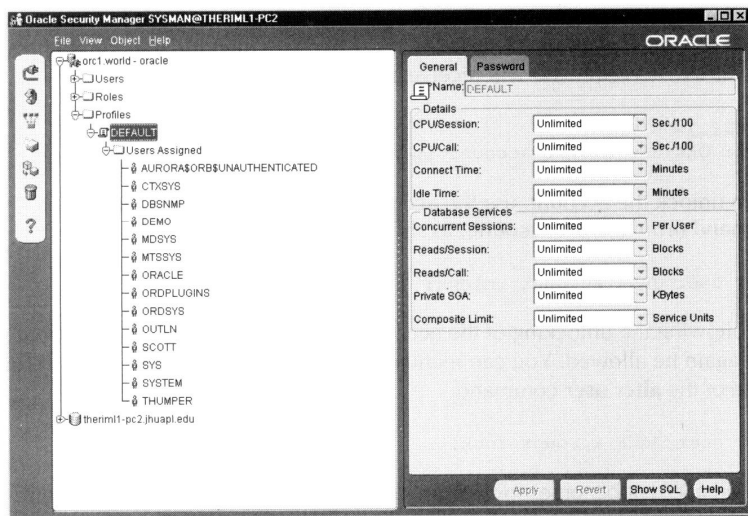 Oracle Security Manager SYSMAN@THERIML1-PC2
File View Object Help
ORACLE
orc1.world - oracle
Users
Roles
Profiles
DEFAULT
Users Assigned
AURORA$ORB$UNAUTHENTICATED
CTXSYS
DBSNMP
DEMO
MDSYS
MTSSYS
ORACLE
ORDPLUGINS
ORDSYS
OUTLN
SCOTT
SYS
SYSTEM
THUMPER
theriml1-pc2.jhuapl.edu
General Password
*Name: DEFAULT
Details
CPU/Session: Unlimited Sec./100
CPU/Call: Unlimited Sec./100
Connect Time: Unlimited Minutes
Idle Time: Unlimited Minutes
Database Services
Concurrent Sessions: Unlimited Per User
Reads/Session: Unlimited Blocks
Reads/Call: Unlimited Blocks
Private SGA: Unlimited KBytes
Composite Limit: Unlimited Service Units
Apply Revert Show SQL Help